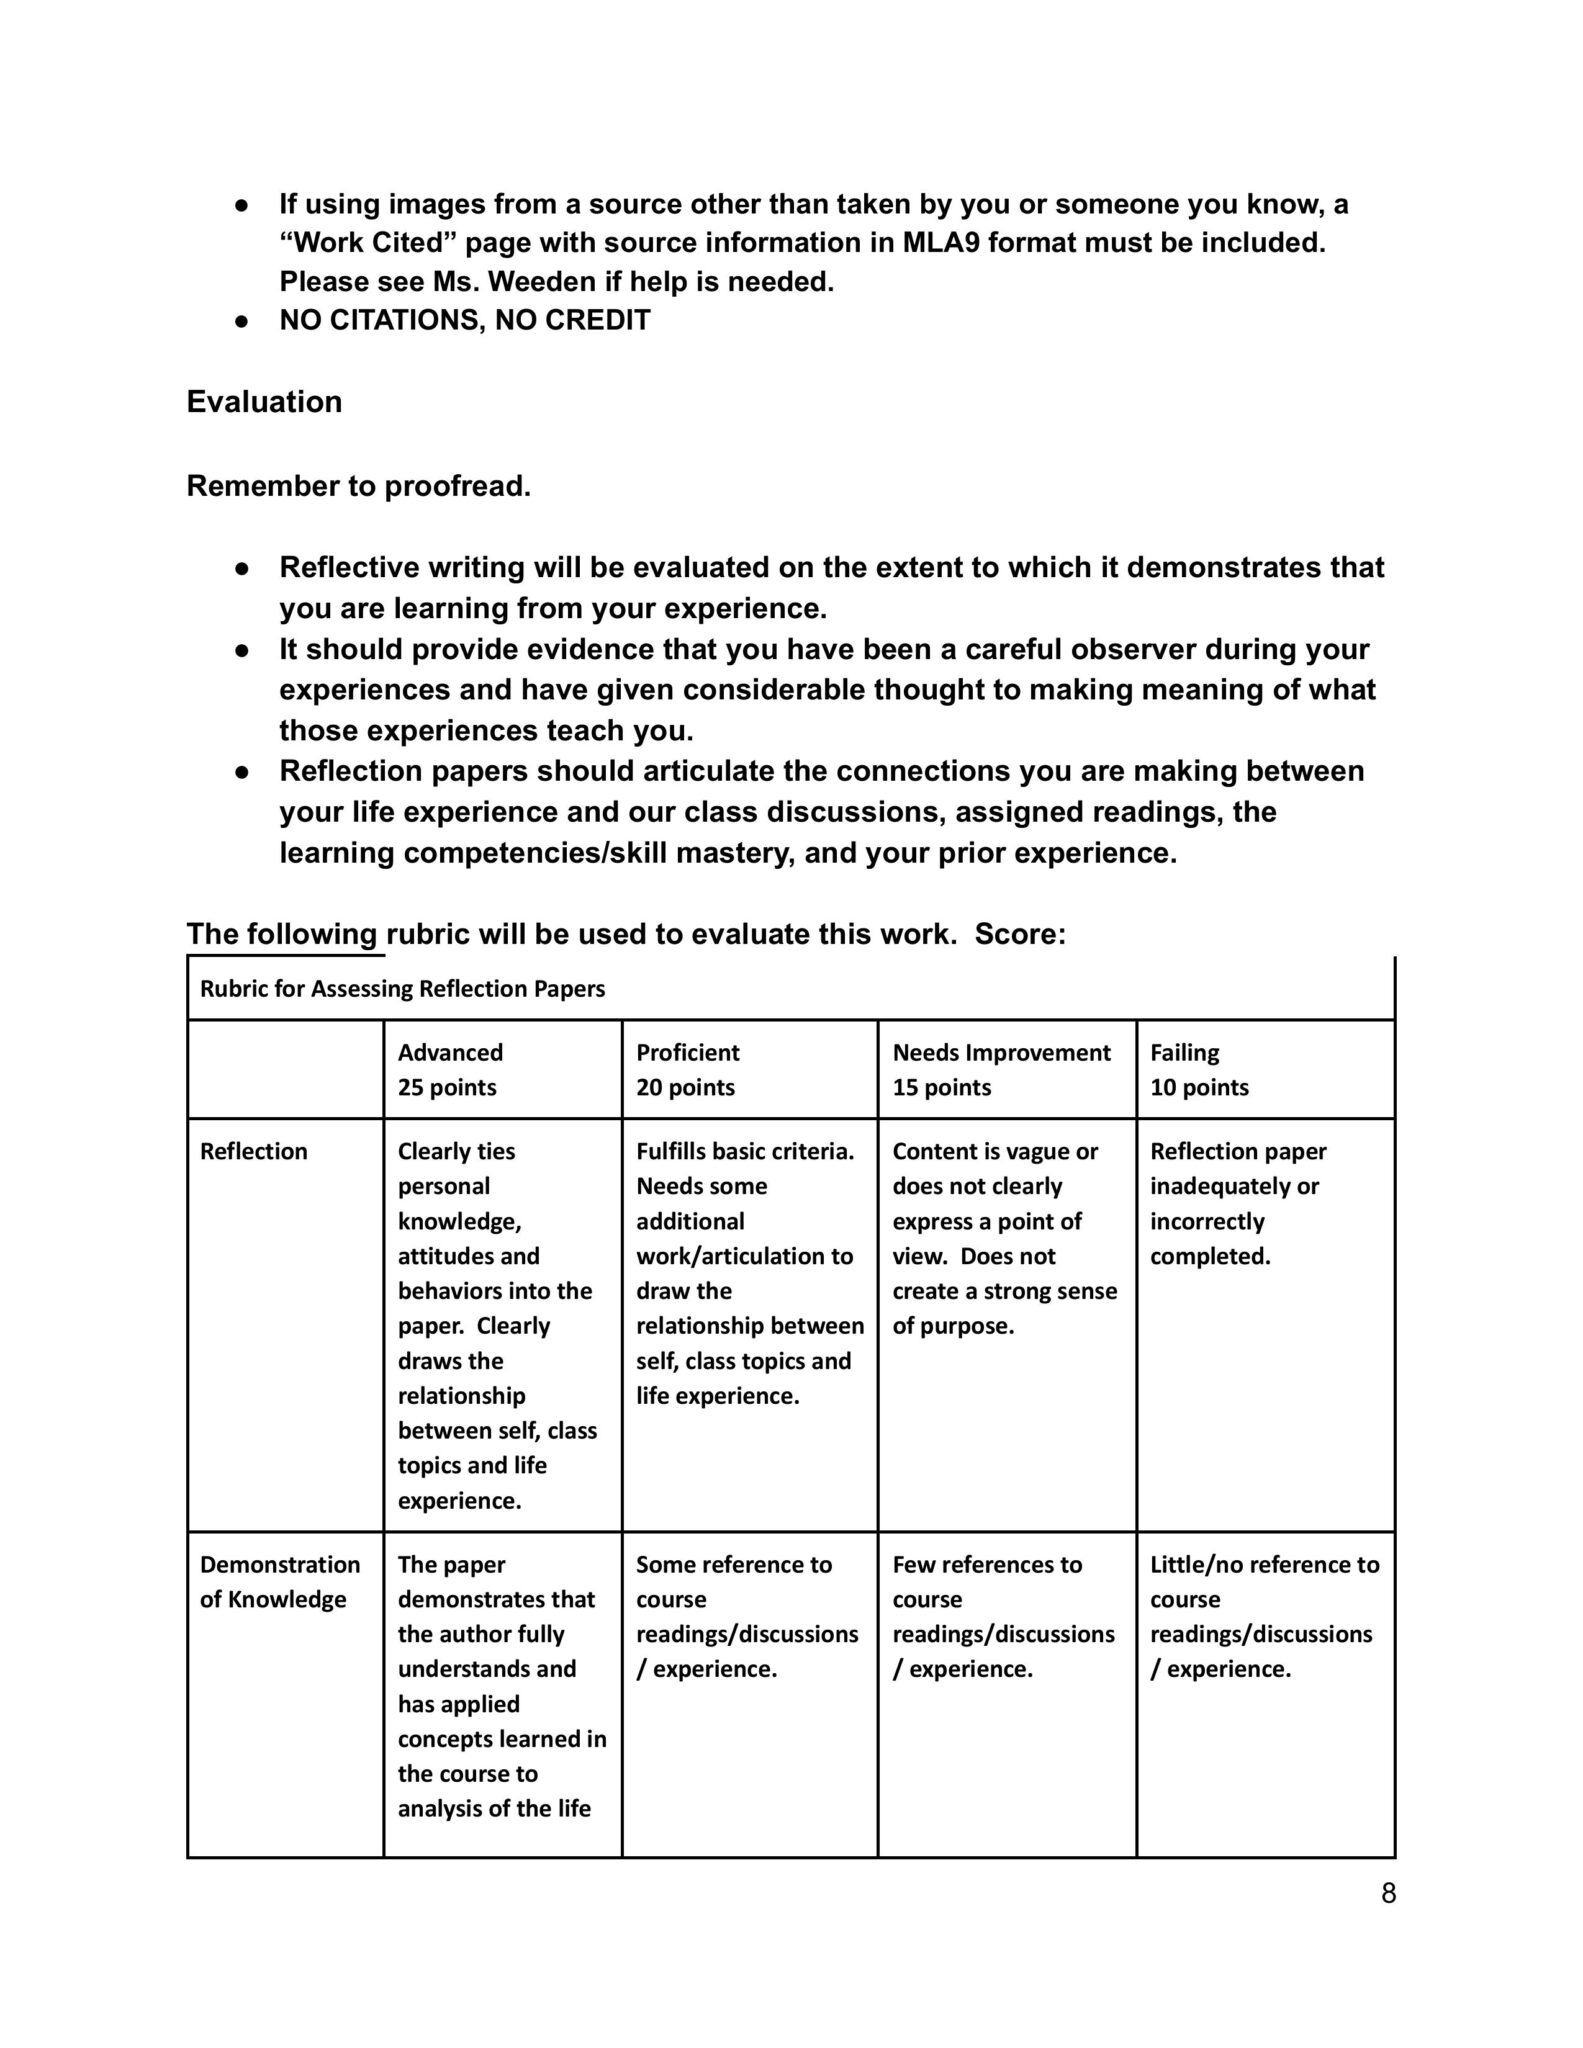 ● If using images from a source other than taken by you or someone you know, a
“Work Cited” page with source information in MLA9 format must be included.
Please see Ms. Weeden if help is needed.
● NO CITATIONS, NO CREDIT
Evaluation
Remember to proofread.
● Reflective writing will be evaluated on the extent to which it demonstrates that
you are learning from your experience.
● It should provide evidence that you have been a careful observer during your
experiences and have given considerable thought to making meaning of what
those experiences teach you.
● Reflection papers should articulate the connections you are making between
your life experience and our class discussions, assigned readings, the
learning competencies/skill mastery, and your prior experience.
The following rubric will be used to evaluate this work.  Score:
Rubric for Assessing Reflection Papers
Advanced
25 points
Proficient
20 points
Needs Improvement
15 points
Failing
10 points
Reflection
Clearly ties
personal
knowledge,
attitudes and
behaviors into the
paper.  Clearly
draws the
relationship
between self, class
topics and life
experience.
Fulfills basic criteria.
Needs some
additional
work/articulation to
draw the
relationship between
self, class topics and
life experience.
Content is vague or
does not clearly
express a point of
view.  Does not
create a strong sense
of purpose.
Reflection paper
inadequately or
incorrectly
completed.
Demonstration
of Knowledge
The paper
demonstrates that
the author fully
understands and
has applied
concepts learned in
the course to
analysis of the life
Some reference to
course
readings/discussions
/ experience.
Few references to
course
readings/discussions
/ experience.
Little/no reference to
course
readings/discussions
/ experience.
8